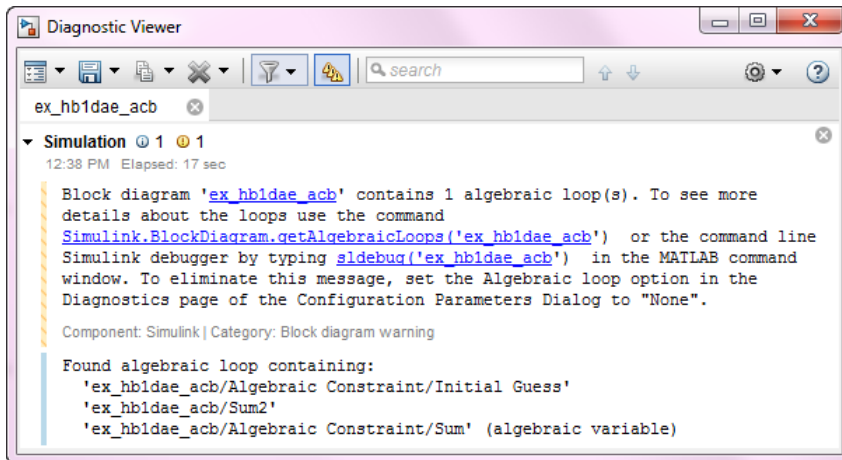 Diagnostic Viewer
search
ex_hb1dae_acb
Simulation 1 1
12:38 PM Elapsed: 17 sec
Block diagram 'ex_hb1dae_acb' contains 1 algebraic loop(s). To see more
details about the loops use the command
Simulink.BlockDiagram.getAlgebraicLoops('ex_hb1dae_acb') or the command line
Simulink debugger by typing sldebug('ex_hb1dae_acb') in the MATLAB command
window. To eliminate this message, set the Algebraic loop option in the
Diagnostics page of the Configuration Parameters Dialog to "None".
Component: Simulink | Category: Block diagram warning
Found algebraic loop containing:
'ex_hb1dae_acb/Algebraic Constraint/Initial Guess'
'ex_hb1dae_acb/Sum2'
'ex_hb1dae_acb/Algebraic Constraint/Sum' (algebraic variable)